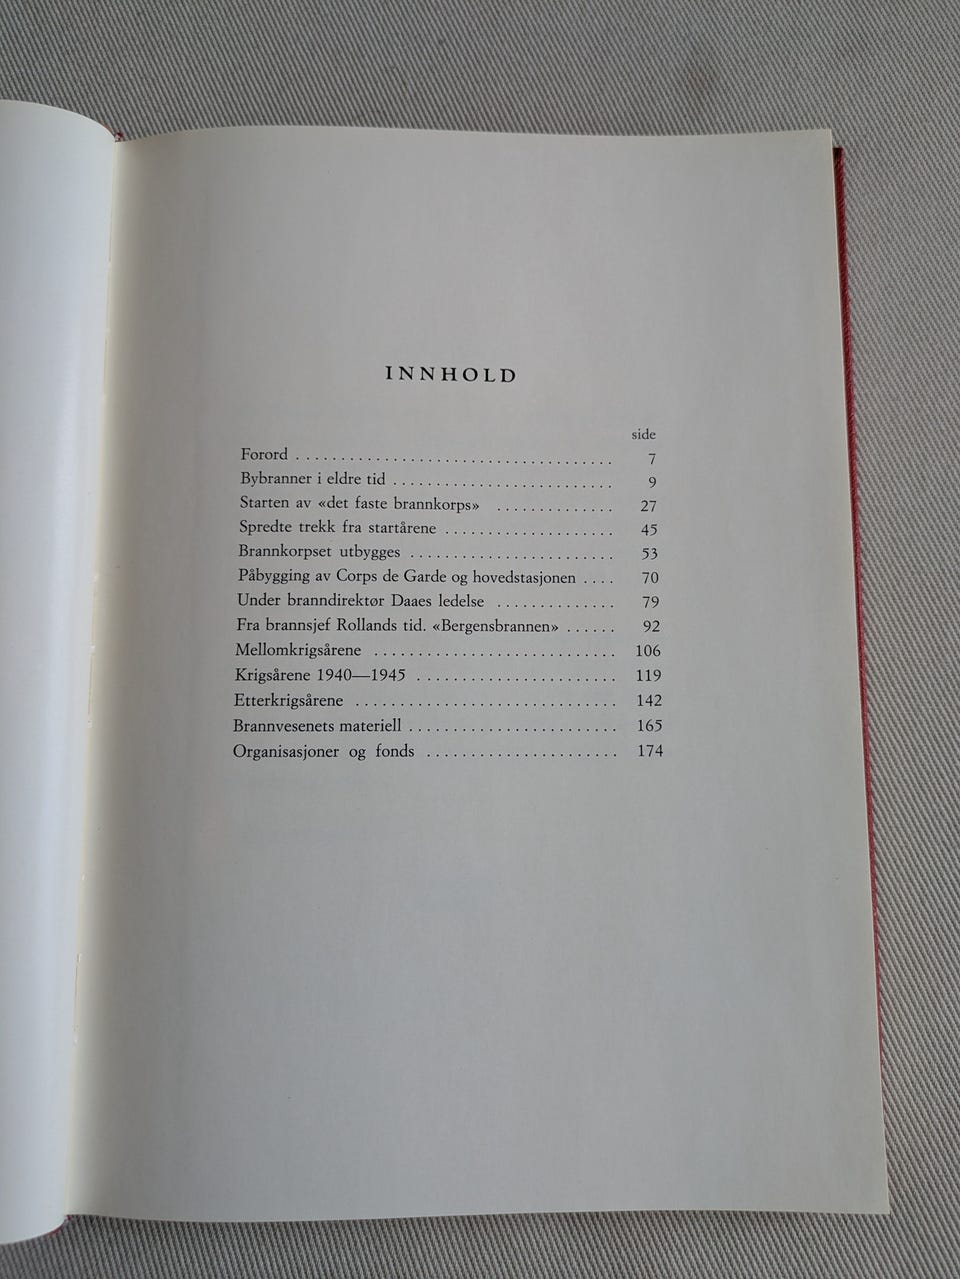 INNHOLD
side
Forord . . . . . . . . . . . . . . . . . . . . . . . . . . . . . . . . . . . . 7
Bybranner i eldre tid . . . . . . . . . . . . . . . . . . . . . . . . . 9
Starten av «det faste brannkorps» . . . . . . . . . . . . . . 27
Spredte trekk fra startårene . . . . . . . . . . . . . . . . . . . . 45
Brannkorpset utbygges . . . . . . . . . . . . . . . . . . . . . . . . 53
Påbygging av Corps de Garde og hovedstasjonen . . . . 70
Under branndirektør Daaes ledelse . . . . . . . . . . . . . . 79
Fra brannsjef Rollands tid. «Bergensbrannen» . . . . . . 92
Mellomkrigsårene . . . . . . . . . . . . . . . . . . . . . . . . . . . . 106
Krigsårene 1940—1945 . . . . . . . . . . . . . . . . . . . . . . . 119
Etterkrigsårene . . . . . . . . . . . . . . . . . . . . . . . . . . . . . . 142
Brannvesenets materiell . . . . . . . . . . . . . . . . . . . . . . . . 165
Organisasjoner og fonds . . . . . . . . . . . . . . . . . . . . . . 174